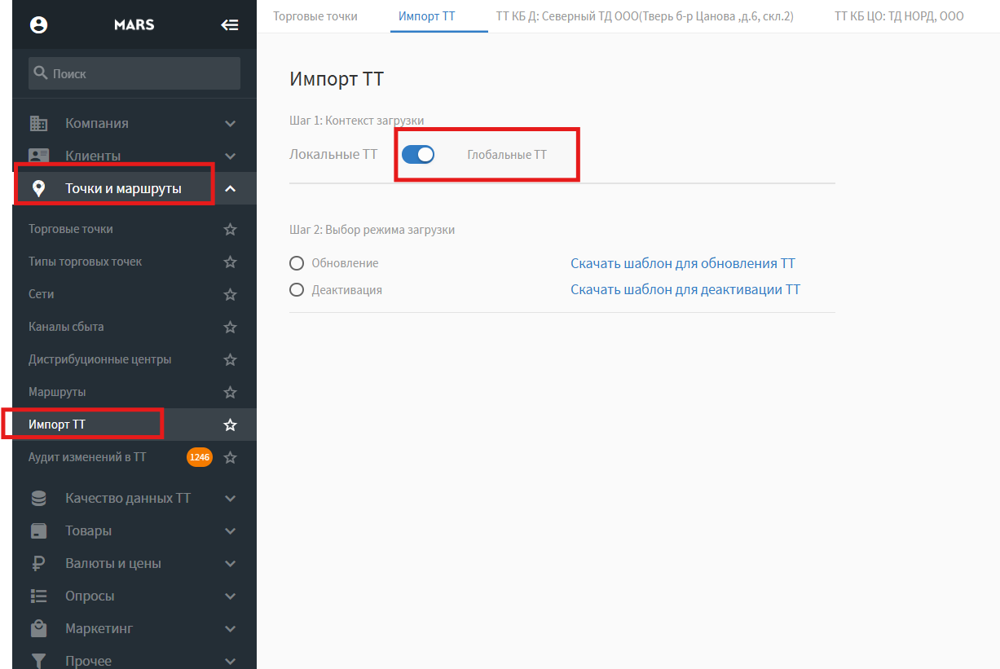 MARS
Поиск
Компания
Клиенты
Точки и маршруты
Торговые точки
Типы торговых точек
Сети
Каналы сбыта
Дистрибуционные центры
Маршруты
Импорт ТТ
Аудит изменений в ТТ 1246
Качество данных ТТ
Товары
Валюты и цены
Опросы
Маркетинг
Прочее
Торговые точки Импорт ТТ ТТ КБ Д: Северный ТД ООО(Тверь б-р Цанова ,д.6, скл.2) ТТ КБ ЦО: ТД НОРД, ООО
Импорт ТТ
Шаг 1: Контекст загрузки
Локальные ТТ Глобальные ТТ
Шаг 2: Выбор режима загрузки
Обновление Скачать шаблон для обновления ТТ
Деактивация Скачать шаблон для деактивации ТТ